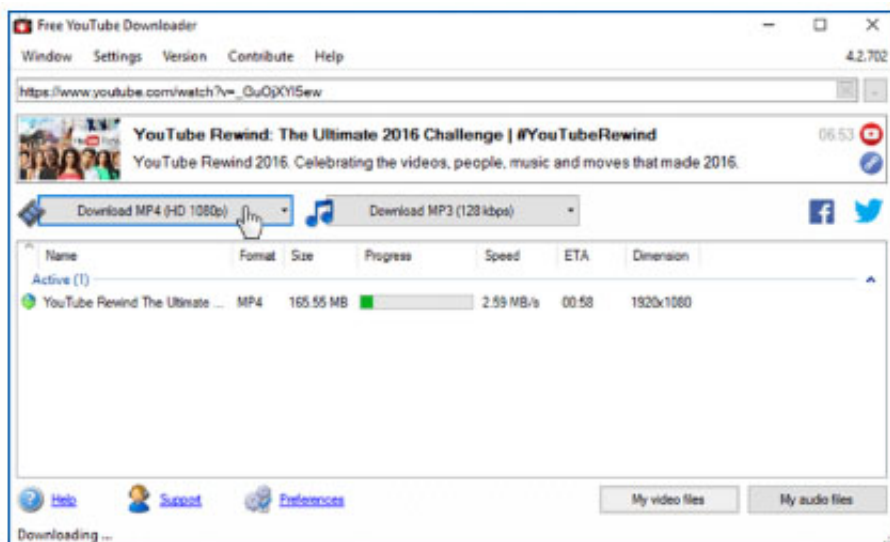 Free YouTube Downloader
Window Settings Version Contribute Help 4.2.702
https://www.youtube.com/watch?v=_GuOjXYl5ew
YouTube Rewind: The Ultimate 2016 Challenge | #YouTubeRewind 06:53
YouTube Rewind 2016. Celebrating the videos, people, music and moves that made 2016.
Download MP4 (HD 1080p) Download MP3 (128 kbps)
Name Format Size Progress Speed ETA Dimension
Active (1)
YouTube Rewind The Ultimate ... MP4 165.55 MB 2.59 MB/s 00:58 1920x1080
Help Support Preferences My video files My audio files
Downloading ...